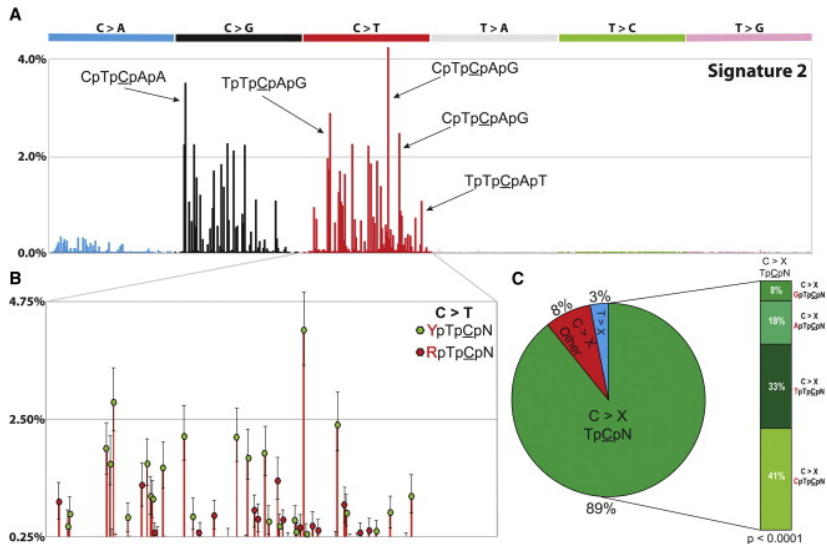 A
C > A
C > G
C > T
T > A
T > C
T > G
4.0%
2.0%
0.0%
Signature 2
CpTpCpApA
TpTpCpApG
CpTpCpApG
CpTpCpApG
TpTpCpApT
B
4.75%
2.50%
0.25%
C > T
YpTpCpN
RpTpCpN
C
8%
3%
C > X
Other
T > X
C > X
TpCpN
89%
C > X
TpCpN
8%
18%
33%
41%
C > X
GpTpCpN
C > X
ApTpCpN
C > X
TpTpCpN
C > X
CpTpCpN
p < 0.0001